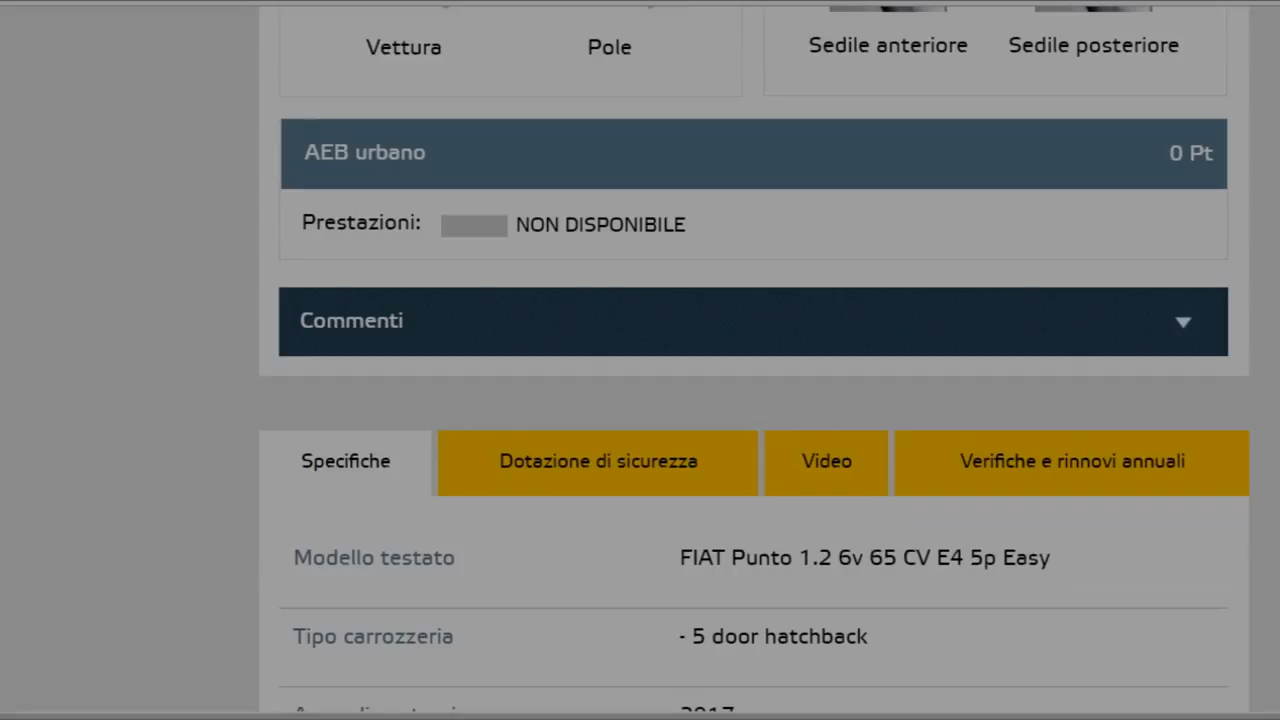 Vettura Pole Sedile anteriore Sedile posteriore
AEB urbano 0 Pt
Prestazioni: NON DISPONIBILE
Commenti
Specifiche Dotazione di sicurezza Video Verifiche e rinnovi annuali
Modello testato FIAT Punto 1.2 6v 65 CV E4 5p Easy
Tipo carrozzeria - 5 door hatchback
2017